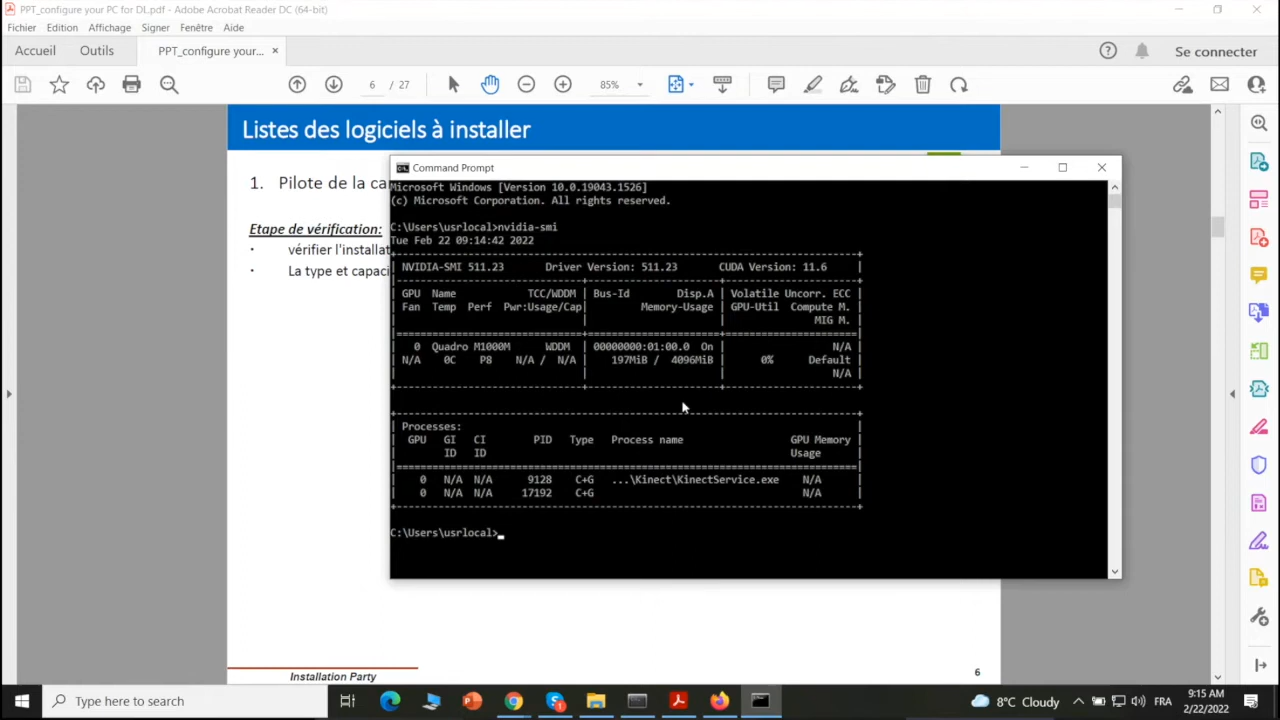 PPT_configure your PC for DL.pdf - Adobe Acrobat Reader DC (64-bit)
Fichier Edition Affichage Signer Fenêtre Aide
Accueil Outils PPT_configure your... × Se connecter
6 / 27 85%
Listes des logiciels à installer
1. Pilote de la ca
Etape de vérification:
• vérifier l'installat
• La type et capaci
Command Prompt
Microsoft Windows [Version 10.0.19043.1526]
(c) Microsoft Corporation. All rights reserved.
C:\Users\usrlocal>nvidia-smi
Tue Feb 22 09:14:42 2022
NVIDIA-SMI 511.23 Driver Version: 511.23 CUDA Version: 11.6
GPU Name TCC/WDDM | Bus-Id Disp.A | Volatile Uncorr. ECC
Fan Temp Perf Pwr:Usage/Cap| Memory-Usage | GPU-Util Compute M.
MIG M.
0 Quadro M1000M WDDM | 00000000:01:00.0 On | N/A
N/A 0C P8 N/A / N/A | 197MiB / 4096MiB | 0% Default
N/A
Processes:
GPU GI CI PID Type Process name GPU Memory
ID ID Usage
0 N/A N/A 9128 C+G ...\Kinect\KinectService.exe N/A
0 N/A N/A 17192 C+G N/A
C:\Users\usrlocal>
Installation Party 6
Type here to search
8°C Cloudy FRA 9:15 AM
2/22/2022